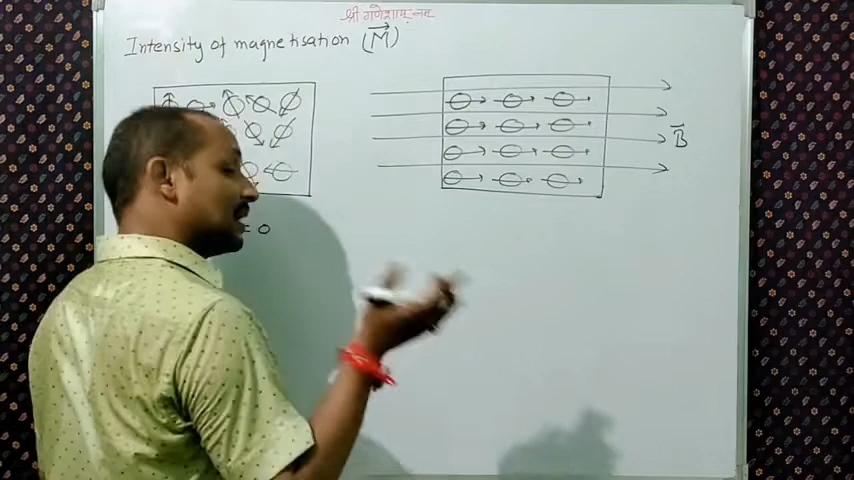 श्री गणेशाय नमः
Intensity of magnetisation (M⃗)
B⃗
= 0